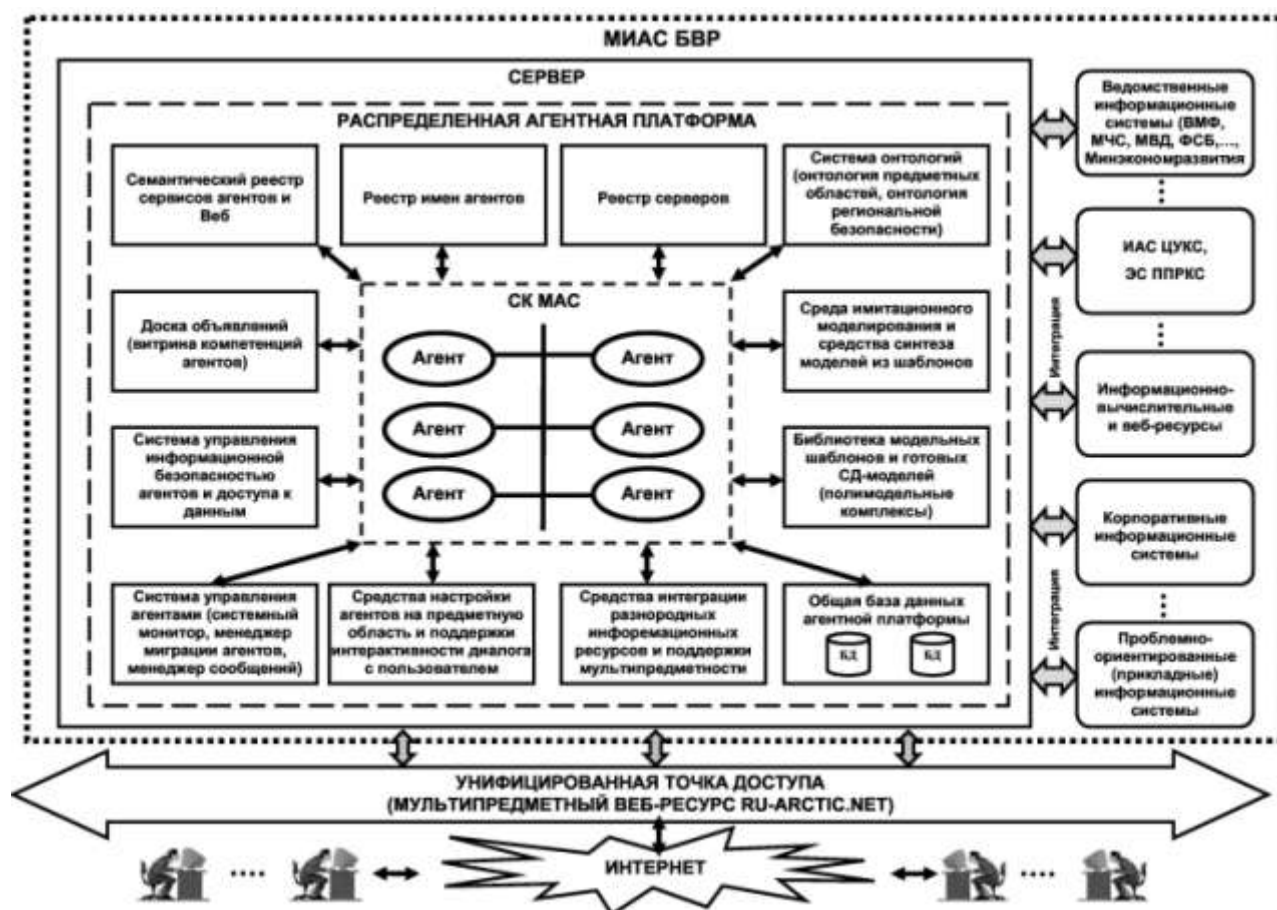 МИАС БВР
СЕРВЕР
РАСПРЕДЕЛЕННАЯ АГЕНТНАЯ ПЛАТФОРМА
Семантический реестр
сервисов агентов и
Веб
Реестр имен агентов
Реестр серверов
Система онтологий
(онтология предметных
областей, онтология
региональной
безопасности)
Доска объявлений
(витрина компетенций
агентов)
СК МАС
Агент
Агент
Агент
Агент
Агент
Агент
Среда имитационного
моделирования и
средства синтеза
моделей из шаблонов
Система управления
информационной
безопасностью
агентов и доступа к
данным
Библиотека модельных
шаблонов и готовых
СД-моделей
(полимодельные
комплексы)
Система управления
агентами (системный
монитор, менеджер
миграции агентов,
менеджер сообщений)
Средства настройки
агентов на предметную
область и поддержки
интерактивности диалога
с пользователем
Средства интеграции
разнородных
информационных
ресурсов и поддержки
мультипредметности
Общая база данных
агентной платформы
БД
БД
Интеграция
Интеграция
Ведомственные
информационные
системы (ВМФ,
МЧС, МВД, ФСБ,...,
Минэкономразвития
ИАС ЦУКС,
ЭС ППРКС
Информационно-
вычислительные
и веб-ресурсы
Корпоративные
информационные
системы
Проблемно-
ориентированные
(прикладные)
информационные
системы
УНИФИЦИРОВАННАЯ ТОЧКА ДОСТУПА
(МУЛЬТИПРЕДМЕТНЫЙ ВЕБ-РЕСУРС RU-ARCTIC.NET)
ИНТЕРНЕТ